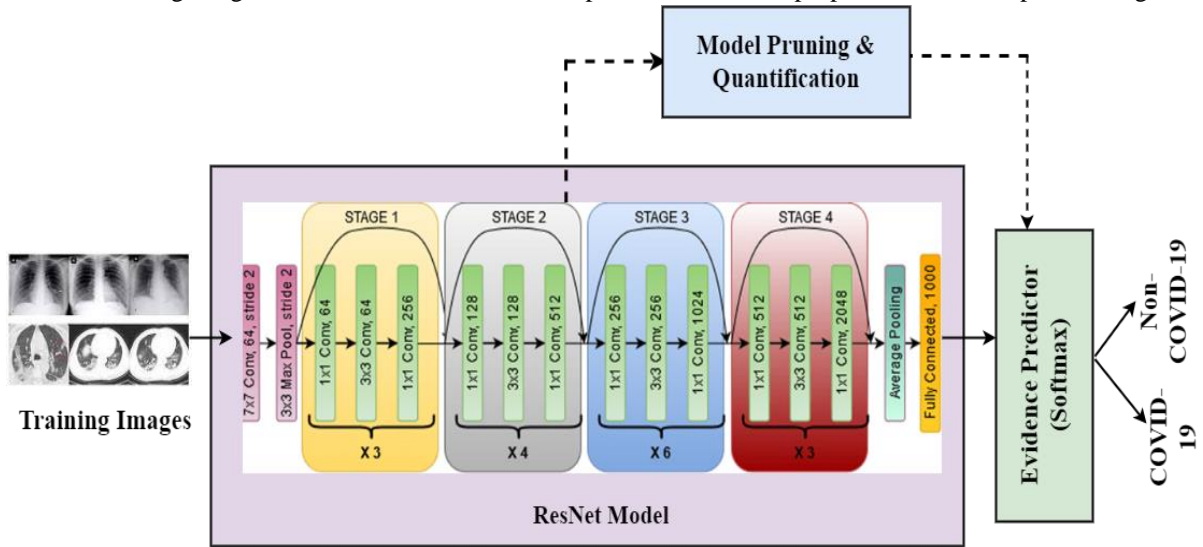 Model Pruning &
Quantification
STAGE 1
STAGE 2
STAGE 3
STAGE 4
7x7 Conv, 64, stride 2
3x3 Max Pool, stride 2
1x1 Conv, 64
3x3 Conv, 64
1x1 Conv, 256
1x1 Conv, 128
3x3 Conv, 128
1x1 Conv, 512
1x1 Conv, 256
3x3 Conv, 256
1x1 Conv, 1024
1x1 Conv, 512
3x3 Conv, 512
1x1 Conv, 2048
Average Pooling
Fully Connected, 1000
X 3
X 4
X 6
X 3
Training Images
ResNet Model
Evidence Predictor
(Softmax)
Non-
COVID-19
COVID-
19